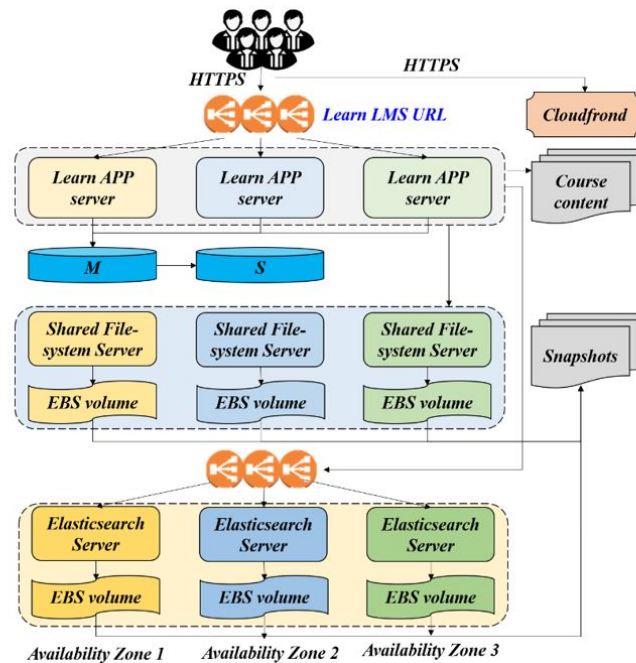 HTTPS
HTTPS
Learn LMS URL
Cloudfrond
Learn APP
server
Learn APP
server
Learn APP
server
Course
content
M
S
Shared File-
system Server
Shared File-
system Server
Shared File-
system Server
Snapshots
EBS volume
EBS volume
EBS volume
Elasticsearch
Server
Elasticsearch
Server
Elasticsearch
Server
EBS volume
EBS volume
EBS volume
Availability Zone 1
Availability Zone 2
Availability Zone 3